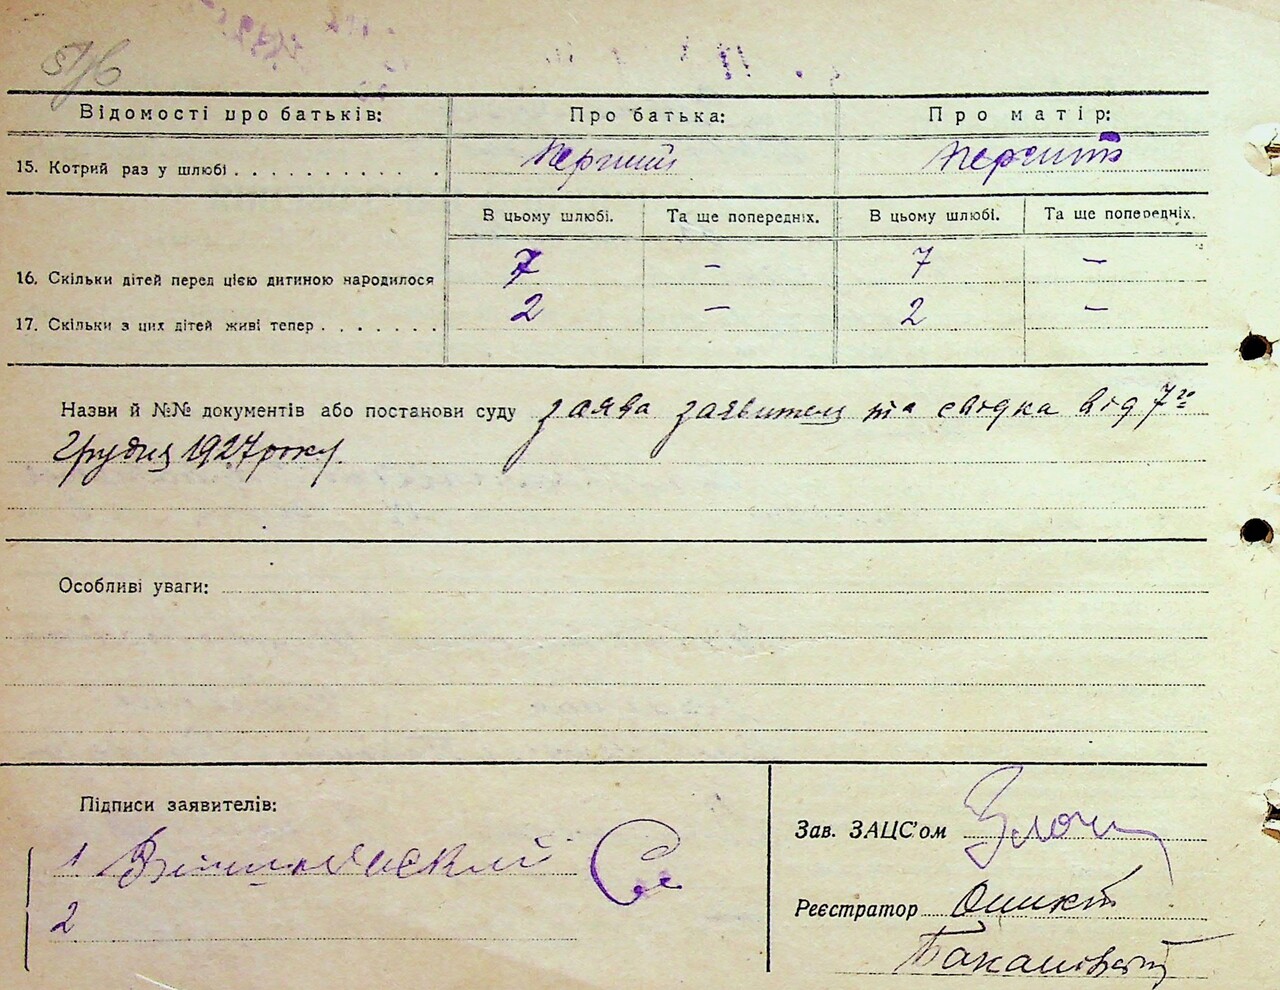 Відомості про батьків: Про батька: Про матір:
15. Котрий раз у шлюбі . . . . . . . . . . . перший перший
В цьому шлюбі. Та ще попередніх. В цьому шлюбі. Та ще попередніх.
16. Скільки дітей перед цією дитиною народилося 7 — 7 —
17. Скільки з цих дітей живі тепер . . . . . . . 2 — 2 —
Назви й №№ документів або постанови суду заява заявителя та свідка від 7го
Грудня 1927 року.
Особливі уваги:
Підписи заявителів:
1
2
Зав. ЗАЦС'ом
Реєстратор